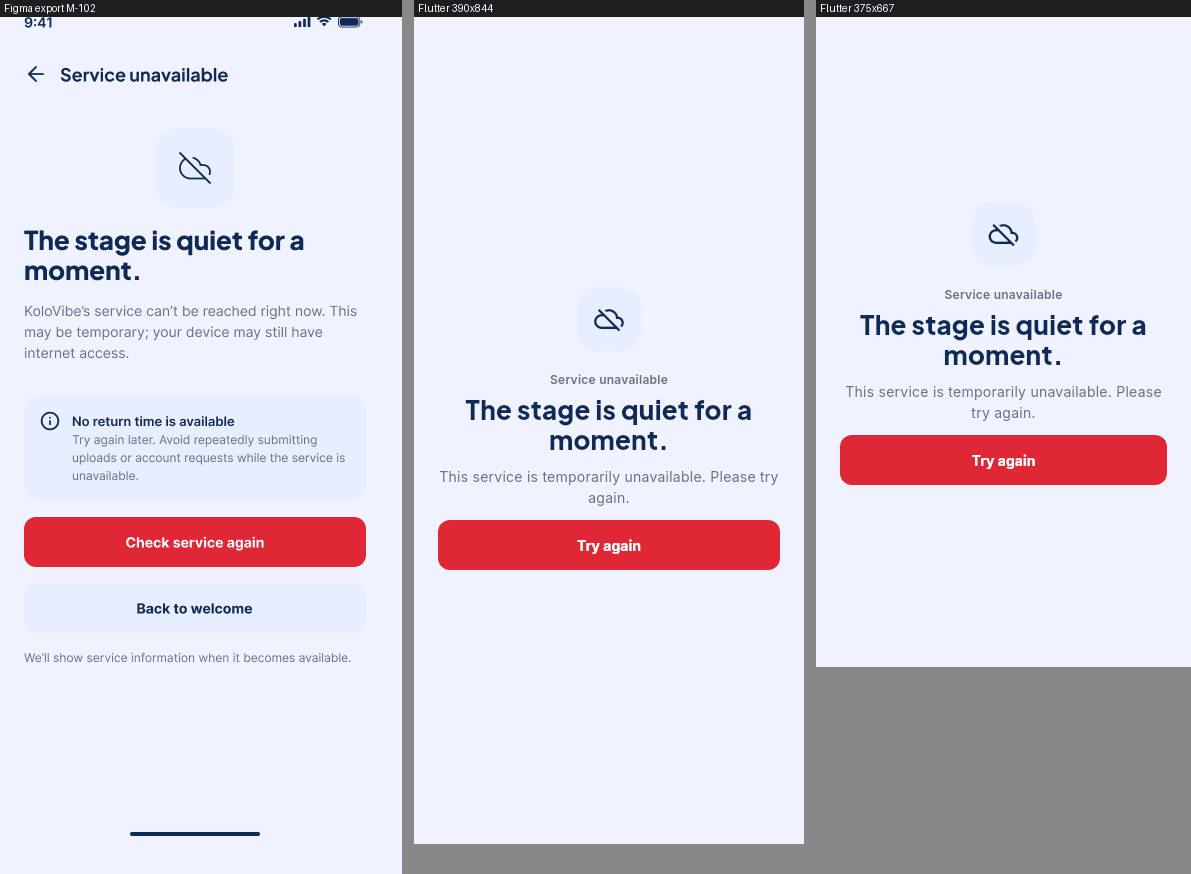 Figma export M-102
9:41
Service unavailable
The stage is quiet for a
moment.
KoloVibe’s service can’t be reached right now. This
may be temporary; your device may still have
internet access.
No return time is available
Try again later. Avoid repeatedly submitting
uploads or account requests while the service is
unavailable.
Check service again
Back to welcome
We’ll show service information when it becomes available.
Flutter 390x844
Service unavailable
The stage is quiet for a
moment.
This service is temporarily unavailable. Please try
again.
Try again
Flutter 375x667
Service unavailable
The stage is quiet for a
moment.
This service is temporarily unavailable. Please
try again.
Try again